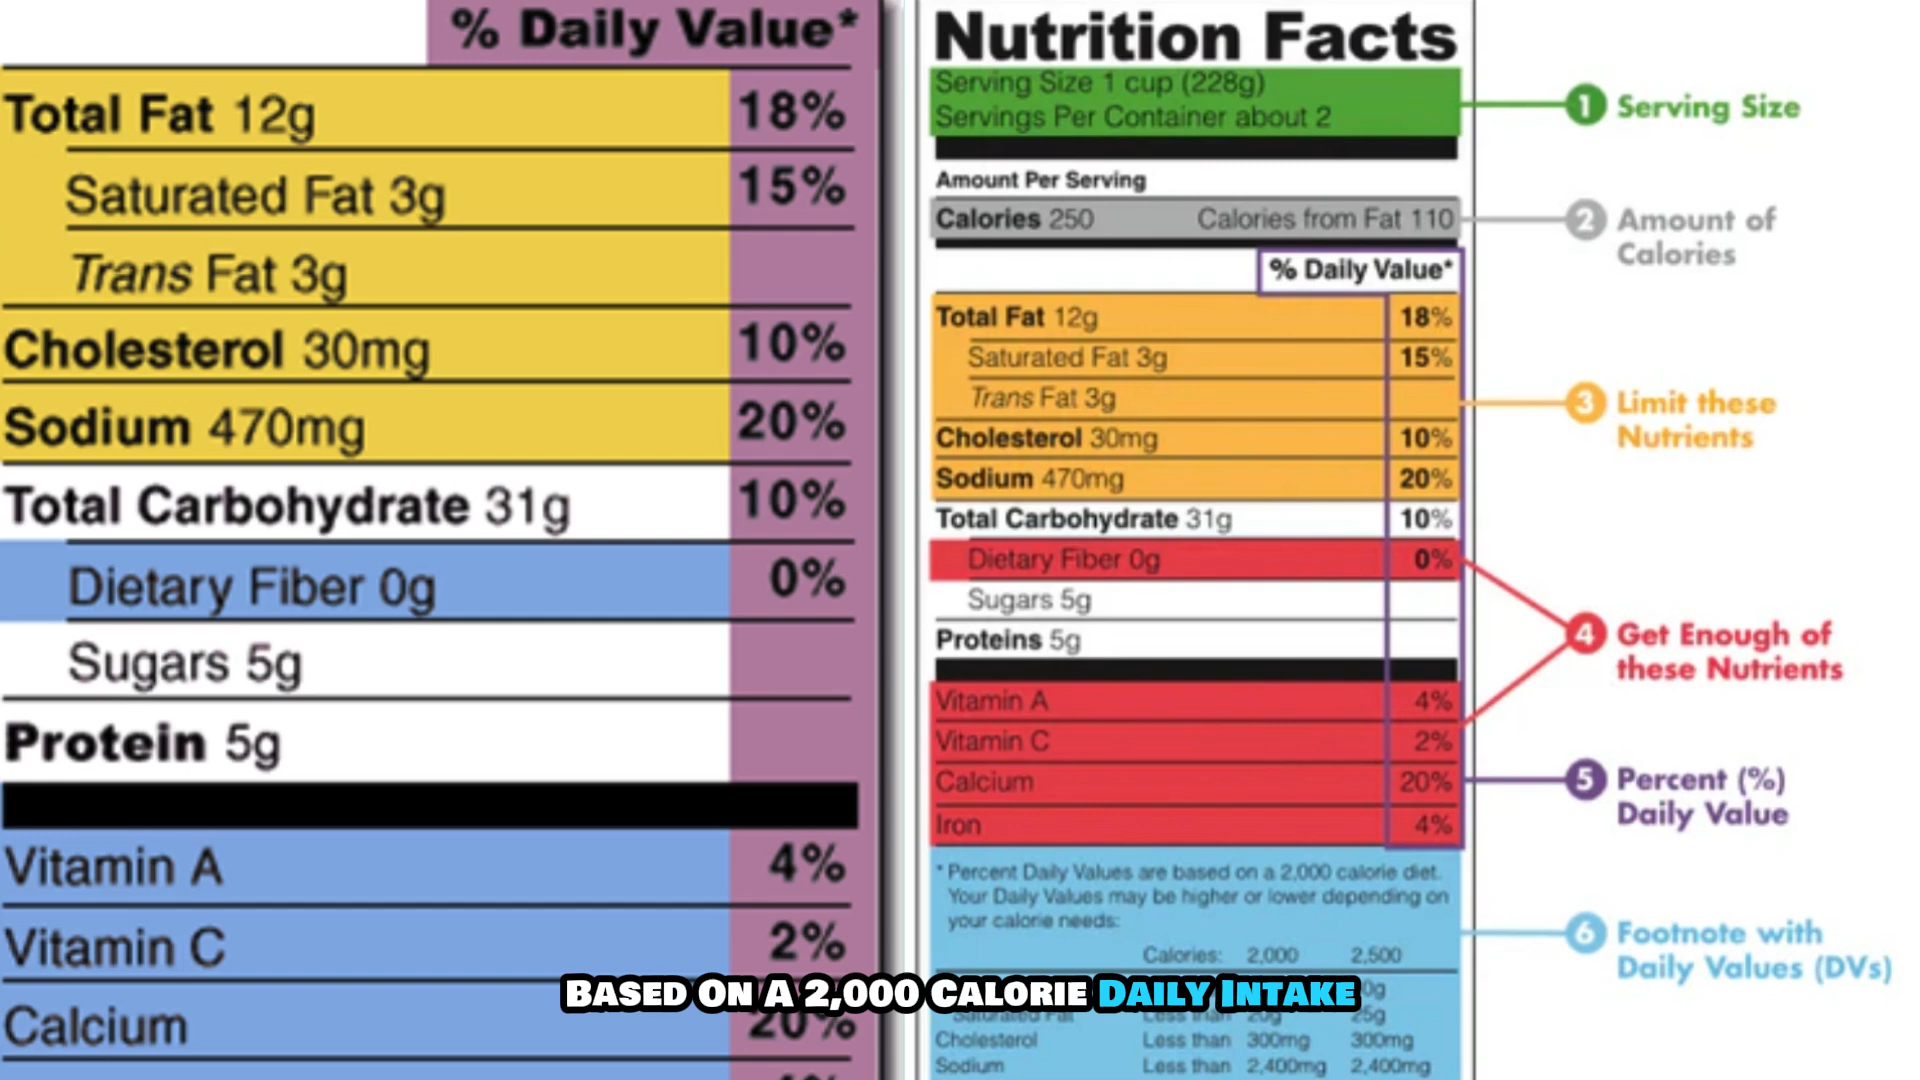 % Daily Value*
Total Fat 12g 18%
Saturated Fat 3g 15%
Trans Fat 3g
Cholesterol 30mg 10%
Sodium 470mg 20%
Total Carbohydrate 31g 10%
Dietary Fiber 0g 0%
Sugars 5g
Protein 5g
Vitamin A 4%
Vitamin C 2%
Calcium 20%
Nutrition Facts
Serving Size 1 cup (228g)
Servings Per Container about 2
Amount Per Serving
Calories 250 Calories from Fat 110
% Daily Value*
Total Fat 12g 18%
Saturated Fat 3g 15%
Trans Fat 3g
Cholesterol 30mg 10%
Sodium 470mg 20%
Total Carbohydrate 31g 10%
Dietary Fiber 0g 0%
Sugars 5g
Proteins 5g
Vitamin A 4%
Vitamin C 2%
Calcium 20%
Iron 4%
* Percent Daily Values are based on a 2,000 calorie diet.
Your Daily Values may be higher or lower depending on
your calorie needs:
Calories: 2,000 2,500
Saturated Fat Less than 20g 25g
Cholesterol Less than 300mg 300mg
Sodium Less than 2,400mg 2,400mg
1 Serving Size
2 Amount of
Calories
3 Limit these
Nutrients
4 Get Enough of
these Nutrients
5 Percent (%)
Daily Value
6 Footnote with
Daily Values (DVs)
BASED ON A 2,000 CALORIE DAILY INTAKE